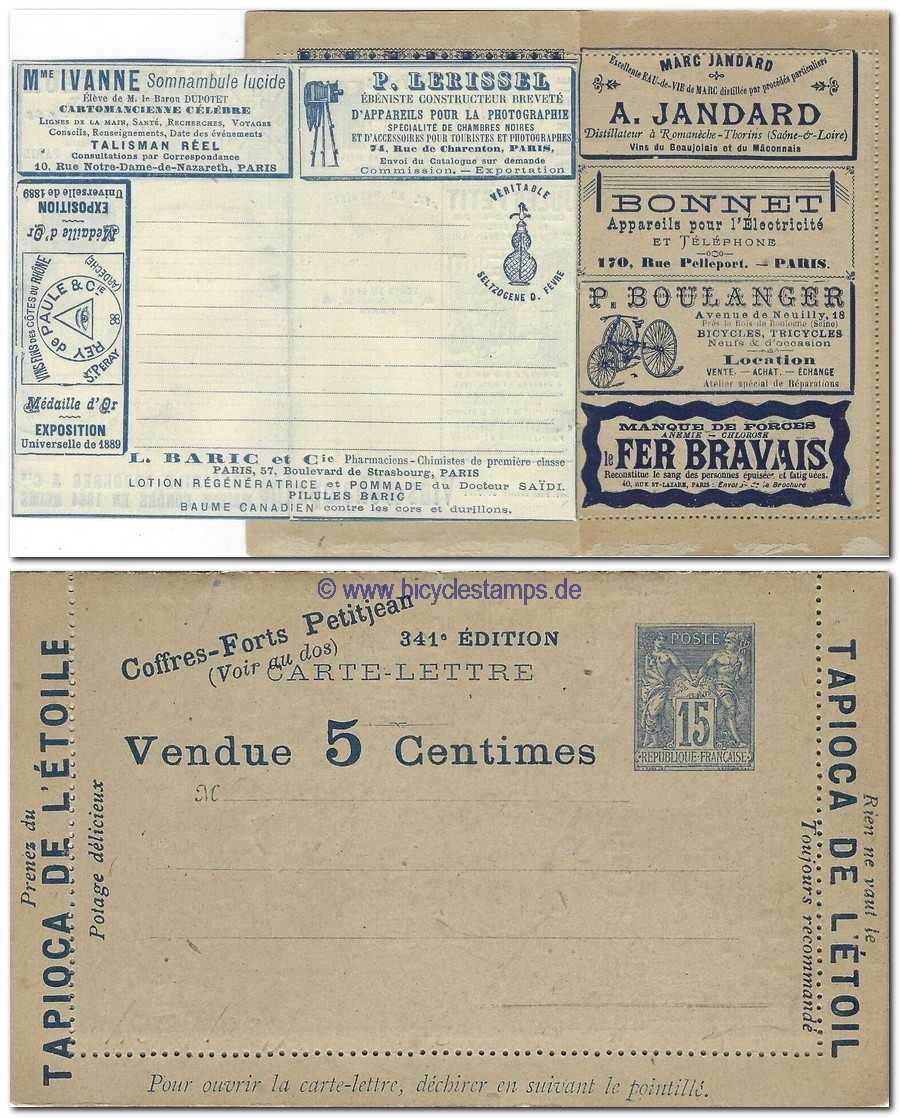 Mme IVANNE Somnambule lucide
Élève de M. le Baron DUPOTET
CARTOMANCIENNE CÉLÈBRE
LIGNES DE LA MAIN, SANTÉ, RECHERCHES, VOYAGES
Conseils, Renseignements, Date des événements
TALISMAN RÉEL
Consultations par Correspondance
10, Rue Notre-Dame-de-Nazareth, PARIS
P. LERISSEL
ÉBÉNISTE CONSTRUCTEUR BREVETÉ
D'APPAREILS POUR LA PHOTOGRAPHIE
SPÉCIALITÉ DE CHAMBRES NOIRES
ET D'ACCESSOIRES POUR TOURISTES ET PHOTOGRAPHES
74, Rue de Charenton, PARIS,
Envoi du Catalogue sur demande
Commission. — Exportation
MARC JANDARD
Excellente EAU-de-VIE de MARC distillée par procédés particuliers
A. JANDARD
Distillateur à Romanèche-Thorins (Saône-&-Loire)
Vins du Beaujolais et du Mâconnais
BONNET
Appareils pour l'Électricité
ET TÉLÉPHONE
170, Rue Pelleport. — PARIS.
P. BOULANGER
Avenue de Neuilly, 18
Près le Bois de Boulogne (Seine)
BICYCLES, TRICYCLES
Neufs & d'occasion
Location
VENTE. — ACHAT. — ÉCHANGE
Atelier spécial de Réparations
MANQUE DE FORCES
ANÉMIE — CHLOROSE
le FER BRAVAIS
Reconstitue le sang des personnes épuisées et fatiguées.
40, RUE ST-LAZARE, PARIS: Envoi de la Brochure
EXPOSITION
Universelle de 1889
Médaille d'Or
VINS FINS DES CÔTES DU RHÔNE
(ARDÈCHE)
REY de PAULE & Cie
ST PERAY
Médaille d'Or
EXPOSITION
Universelle de 1889
VÉRITABLE
SELTZOGENE D. FÈVRE
L. BARIC et Cie Pharmaciens-Chimistes de première classe
PARIS, 57, Boulevard de Strasbourg, PARIS
LOTION RÉGÉNÉRATRICE et POMMADE du Docteur SAÏDI.
PILULES BARIC
BAUME CANADIEN contre les cors et durillons.
© www.bicyclestamps.de
Coffres-Forts Petitjean
(Voir au dos)
341e ÉDITION
CARTE-LETTRE
Vendue 5 Centimes
M
POSTE
15
RÉPUBLIQUE FRANÇAISE
Prenez du
TAPIOCA DE L'ÉTOILE
Potage délicieux
Rien ne vaut le
TAPIOCA DE L'ÉTOIL
Toujours recommandé
Pour ouvrir la carte-lettre, déchirer en suivant le pointillé.